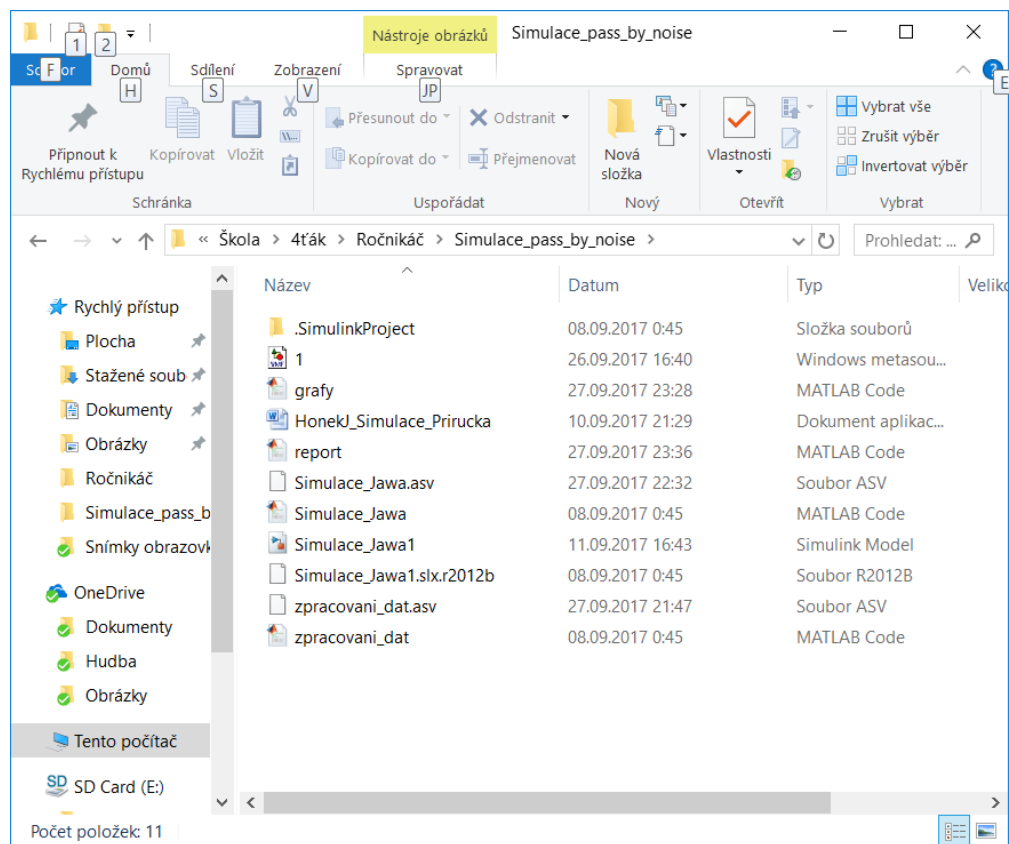 Nástroje obrázků Simulace_pass_by_noise
1 2
Domů Sdílení Zobrazení Spravovat ?
F H S V JP E
Připnout k Rychlému přístupu
Kopírovat
Vložit
W...
Schránka
Přesunout do
Kopírovat do
Odstranit
Přejmenovat
Uspořádat
Nová složka
Nový
Vlastnosti
Otevřít
Vybrat vše
Zrušit výběr
Invertovat výběr
Vybrat
« Škola > 4ťák > Ročnikáč > Simulace_pass_by_noise >
Prohledat: ...
Rychlý přístup
Plocha
Stažené soub
Dokumenty
Obrázky
Ročnikáč
Simulace_pass_b
Snímky obrazovk
OneDrive
Dokumenty
Hudba
Obrázky
Tento počítač
SD SD Card (E:)
Název Datum Typ Veliko
.SimulinkProject 08.09.2017 0:45 Složka souborů
1 26.09.2017 16:40 Windows metasou...
grafy 27.09.2017 23:28 MATLAB Code
HonekJ_Simulace_Prirucka 10.09.2017 21:29 Dokument aplikac...
report 27.09.2017 23:36 MATLAB Code
Simulace_Jawa.asv 27.09.2017 22:32 Soubor ASV
Simulace_Jawa 08.09.2017 0:45 MATLAB Code
Simulace_Jawa1 11.09.2017 16:43 Simulink Model
Simulace_Jawa1.slx.r2012b 08.09.2017 0:45 Soubor R2012B
zpracovani_dat.asv 27.09.2017 21:47 Soubor ASV
zpracovani_dat 08.09.2017 0:45 MATLAB Code
Počet položek: 11